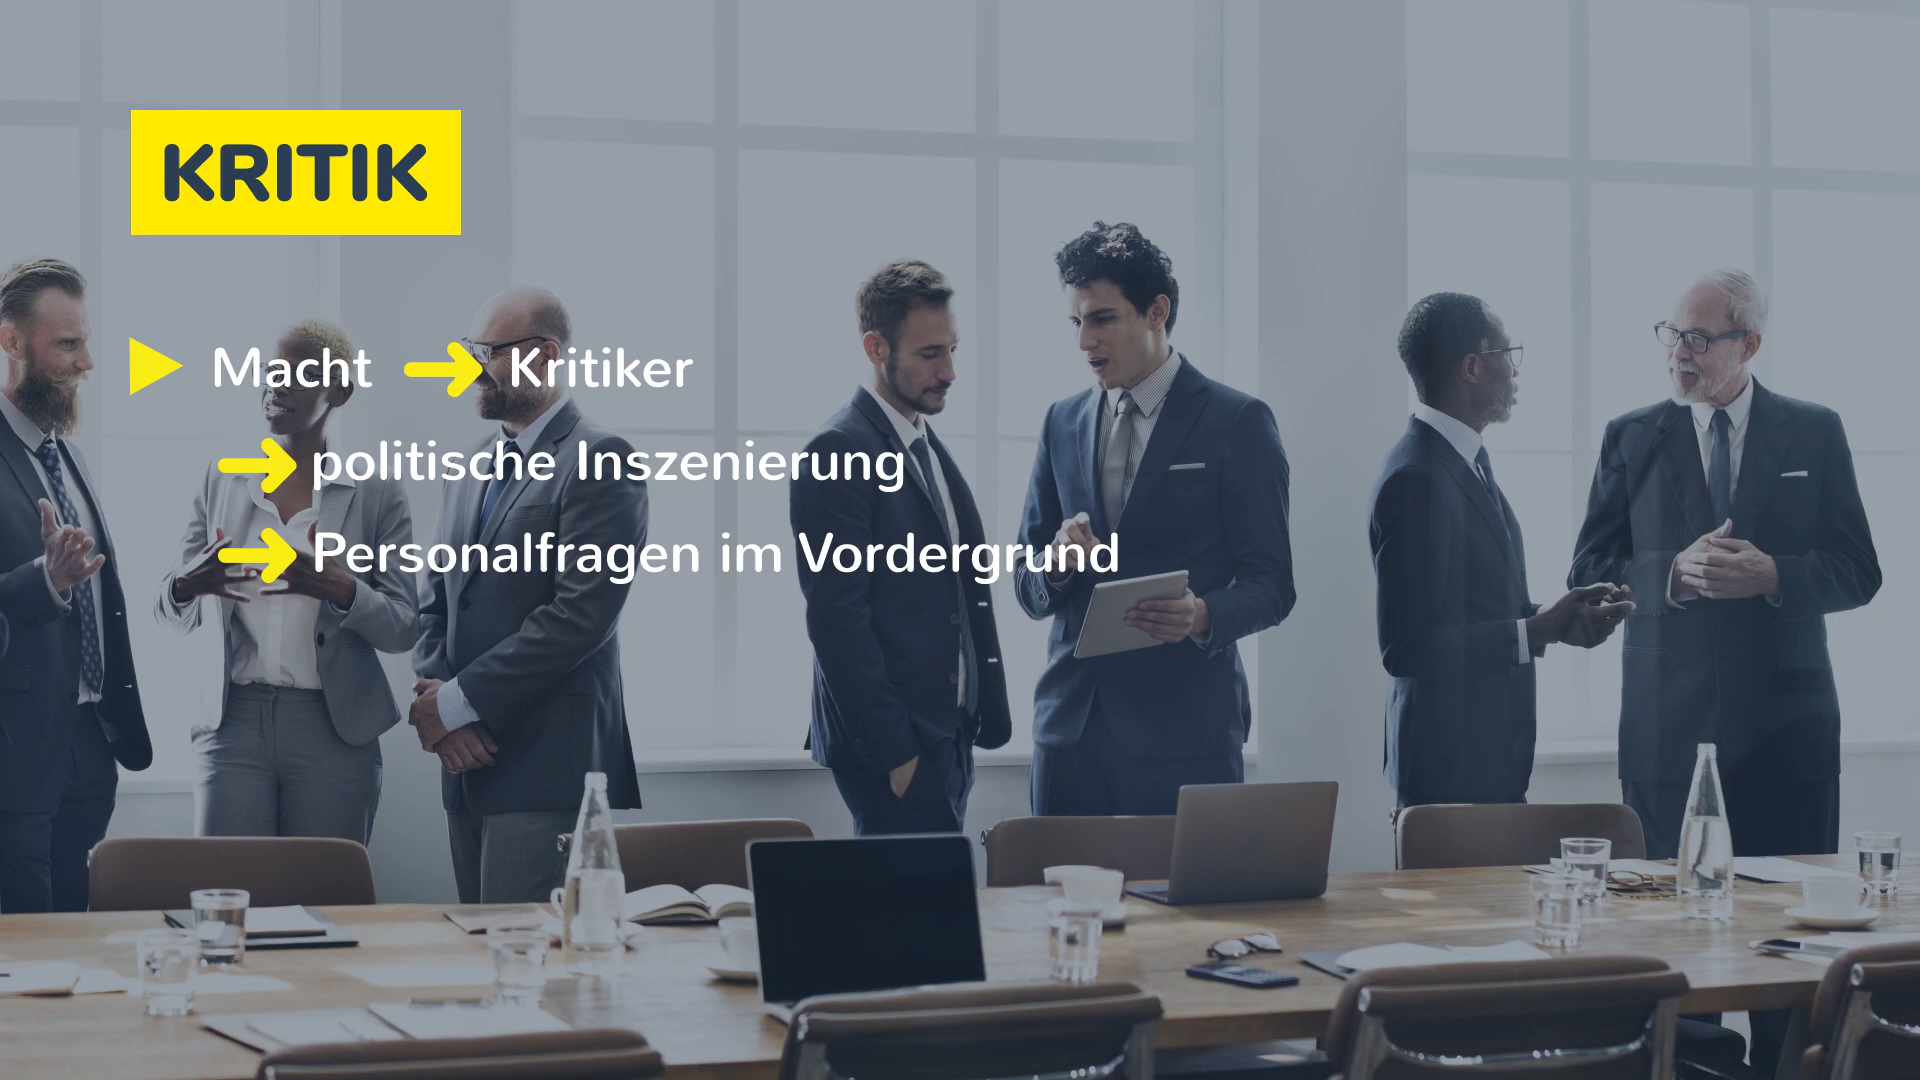 KRITIK
Macht → Kritiker
→ politische Inszenierung
→ Personalfragen im Vordergrund